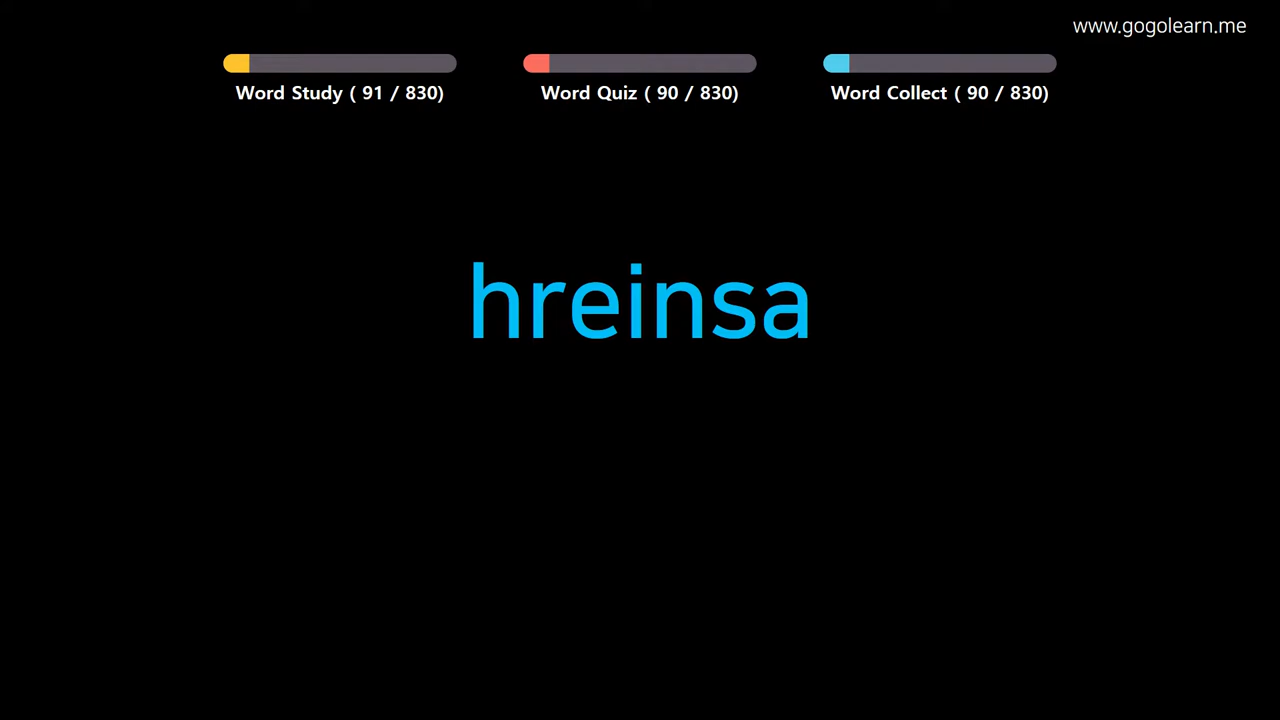 www.gogolearn.me
Word Study ( 91 / 830)
Word Quiz ( 90 / 830)
Word Collect ( 90 / 830)
hreinsa